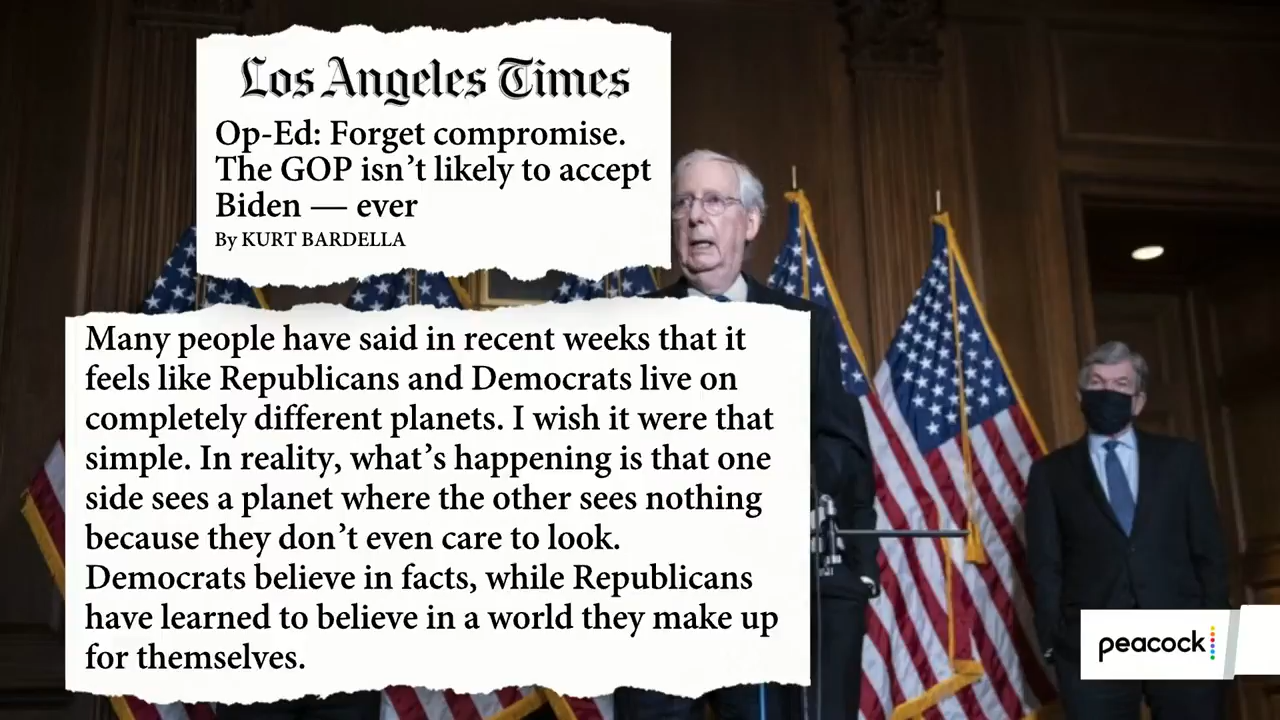 Los Angeles Times
Op-Ed: Forget compromise.
The GOP isn’t likely to accept
Biden — ever
By KURT BARDELLA
Many people have said in recent weeks that it
feels like Republicans and Democrats live on
completely different planets. I wish it were that
simple. In reality, what’s happening is that one
side sees a planet where the other sees nothing
because they don’t even care to look.
Democrats believe in facts, while Republicans
have learned to believe in a world they make up
for themselves.
peacock